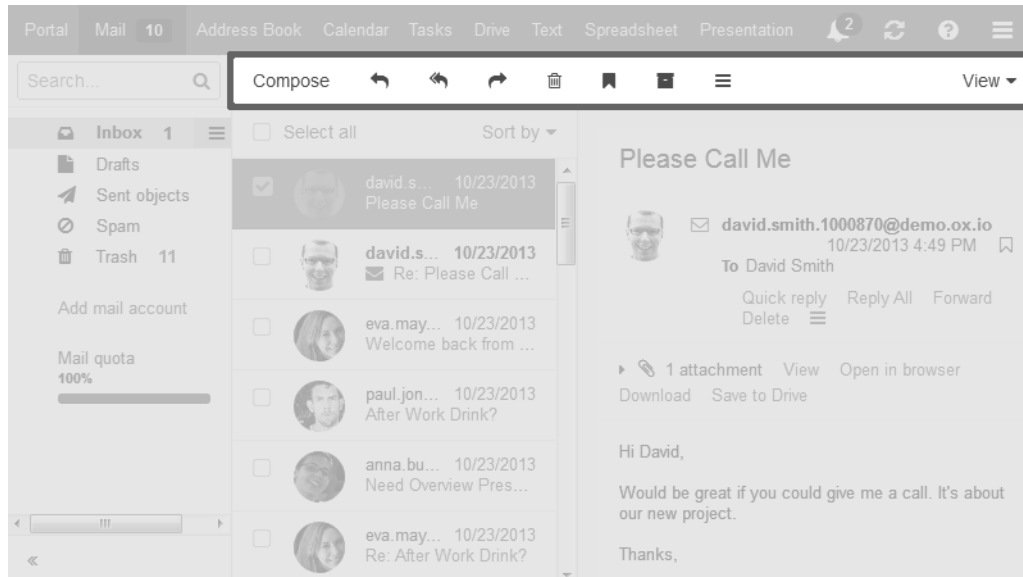 Portal Mail 10 Address Book Calendar Tasks Drive Text Spreadsheet Presentation 2
Search...
Compose View
Inbox 1
Drafts
Sent objects
Spam
Trash 11
Add mail account
Mail quota
100%
Select all Sort by
david.s... 10/23/2013
Please Call Me
david.s... 10/23/2013
Re: Please Call ...
eva.may... 10/23/2013
Welcome back from ...
paul.jon... 10/23/2013
After Work Drink?
anna.bu... 10/23/2013
Need Overview Pres...
eva.may... 10/23/2013
Re: After Work Drink?
Please Call Me
david.smith.1000870@demo.ox.io
10/23/2013 4:49 PM
To David Smith
Quick reply Reply All Forward
Delete
1 attachment View Open in browser
Download Save to Drive
Hi David,
Would be great if you could give me a call. It's about
our new project.
Thanks,